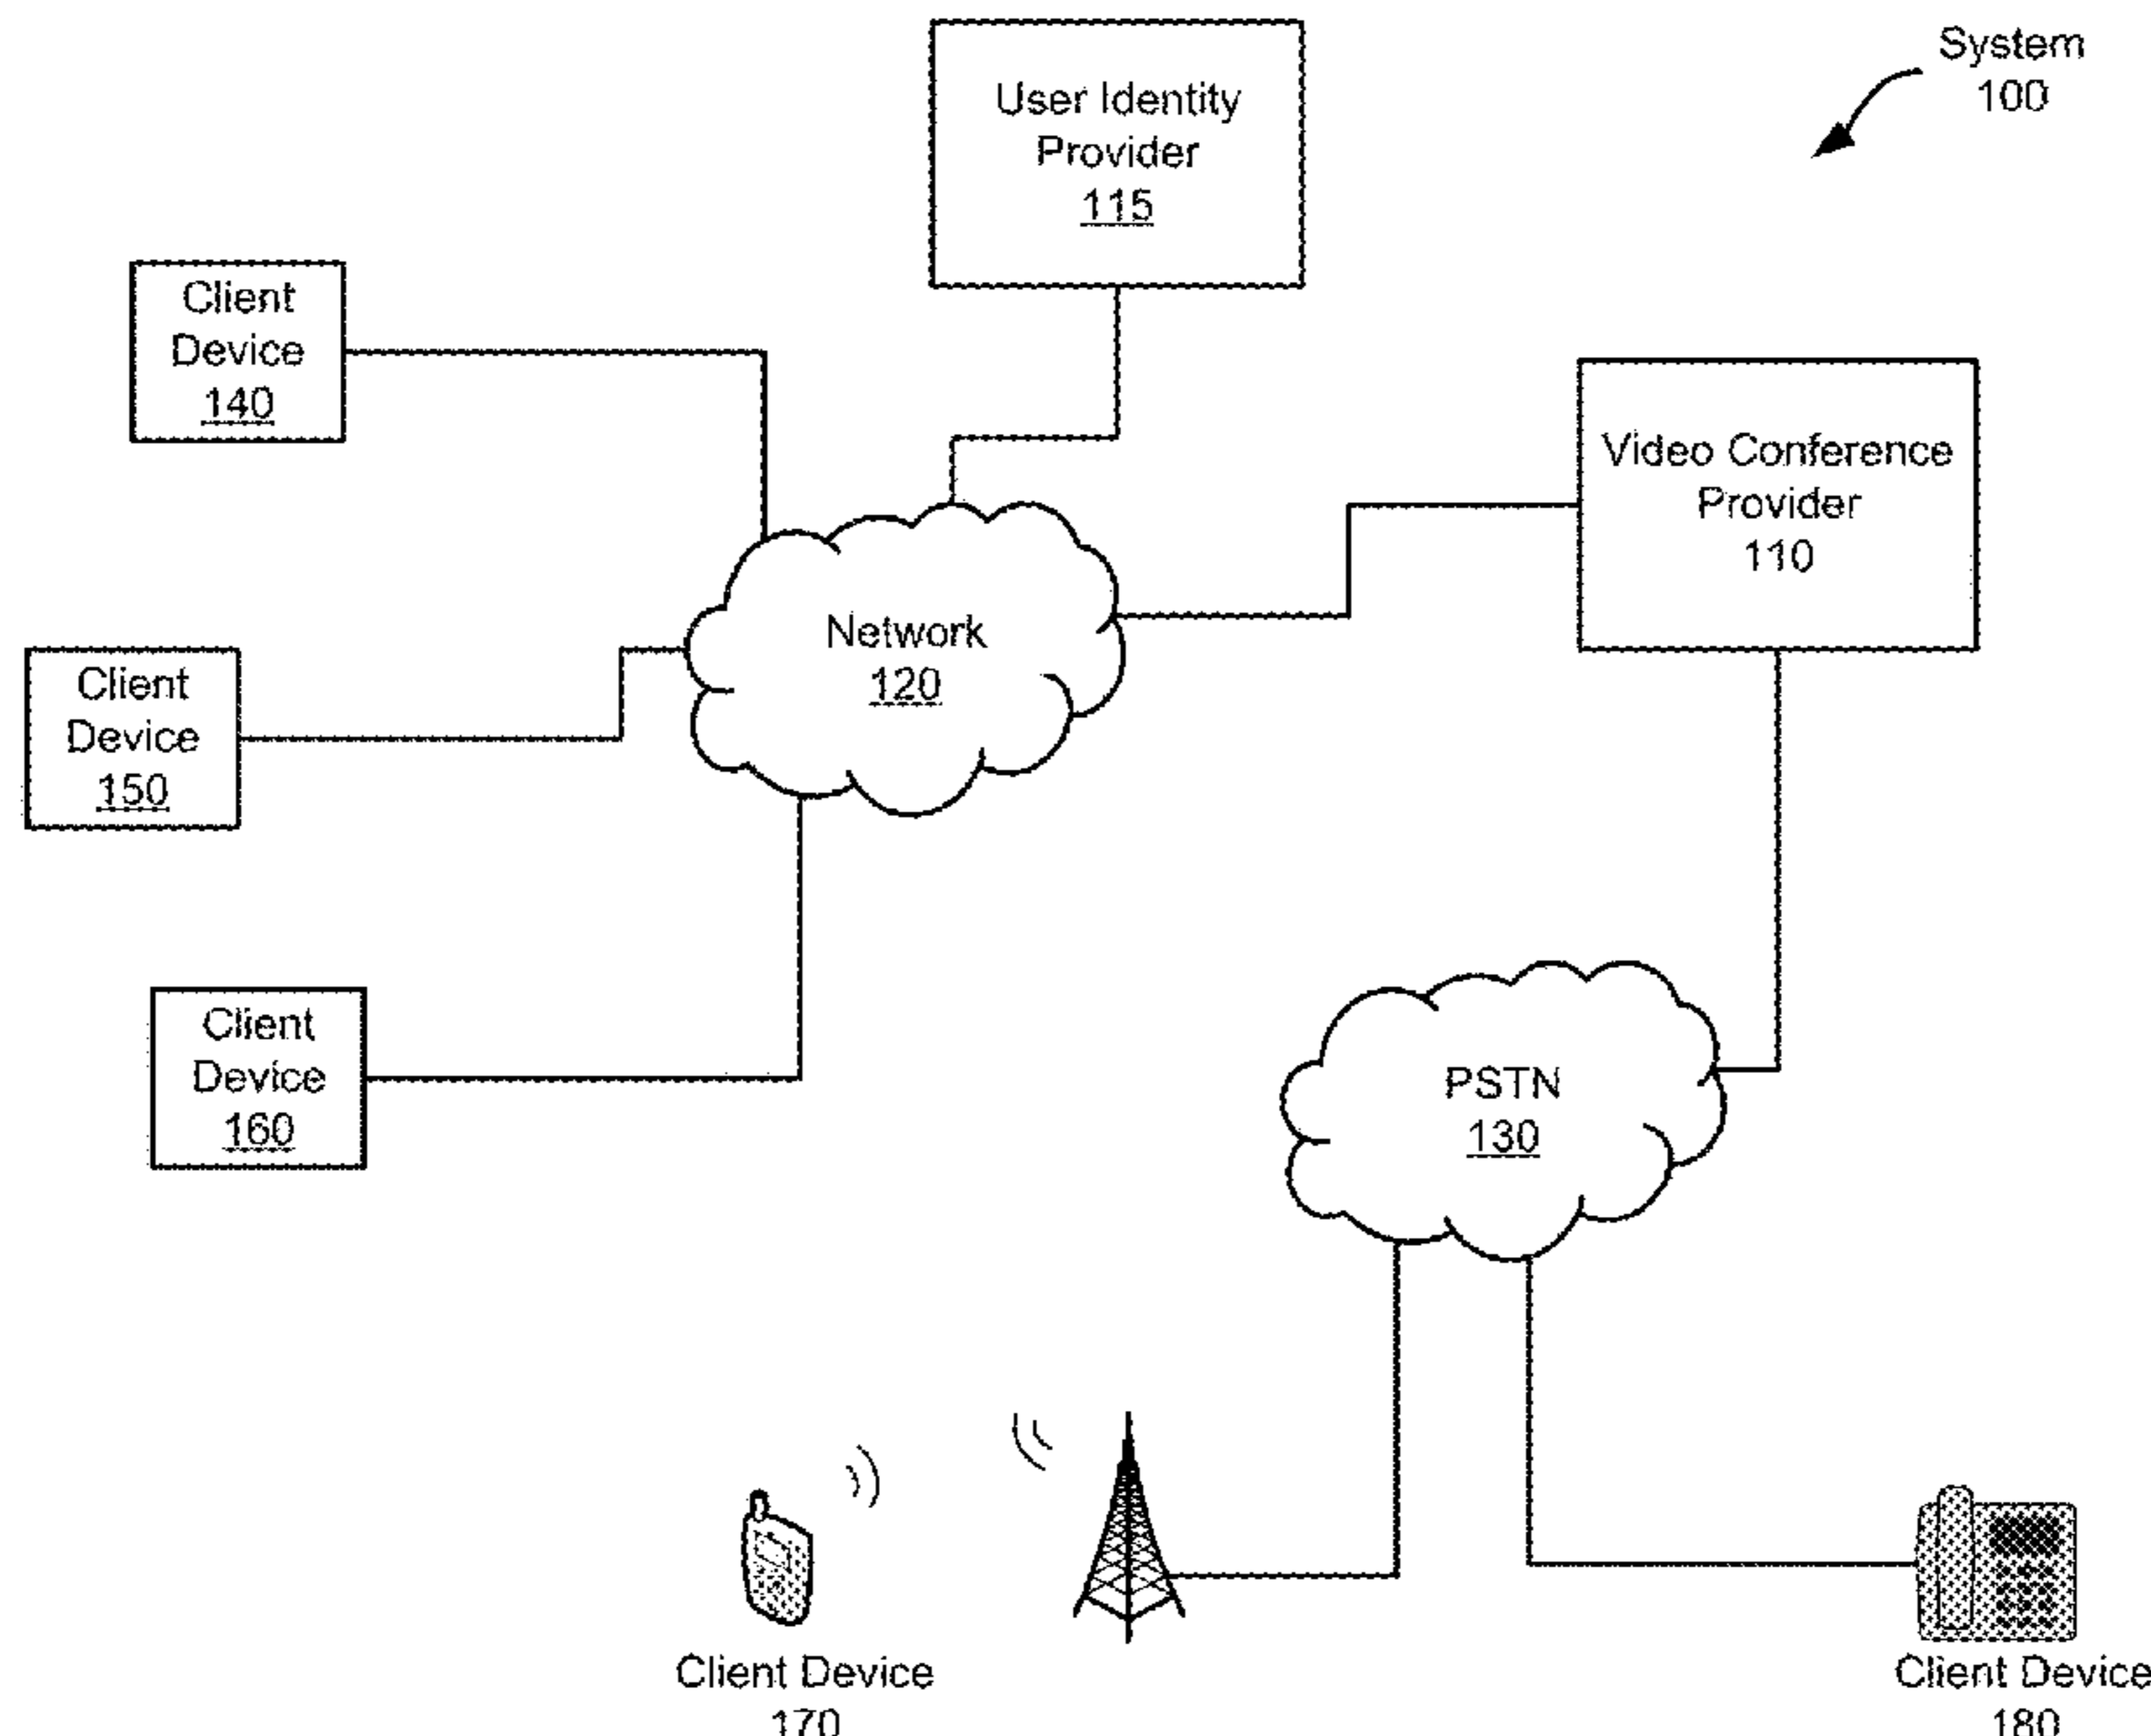 System
100
User Identity
Provider
115
Client
Device
140
Video Conference
Provider
110
Network
120
Client
Device
150
Client
Device
160
PSTN
130
Client Device
170
Client Device
180